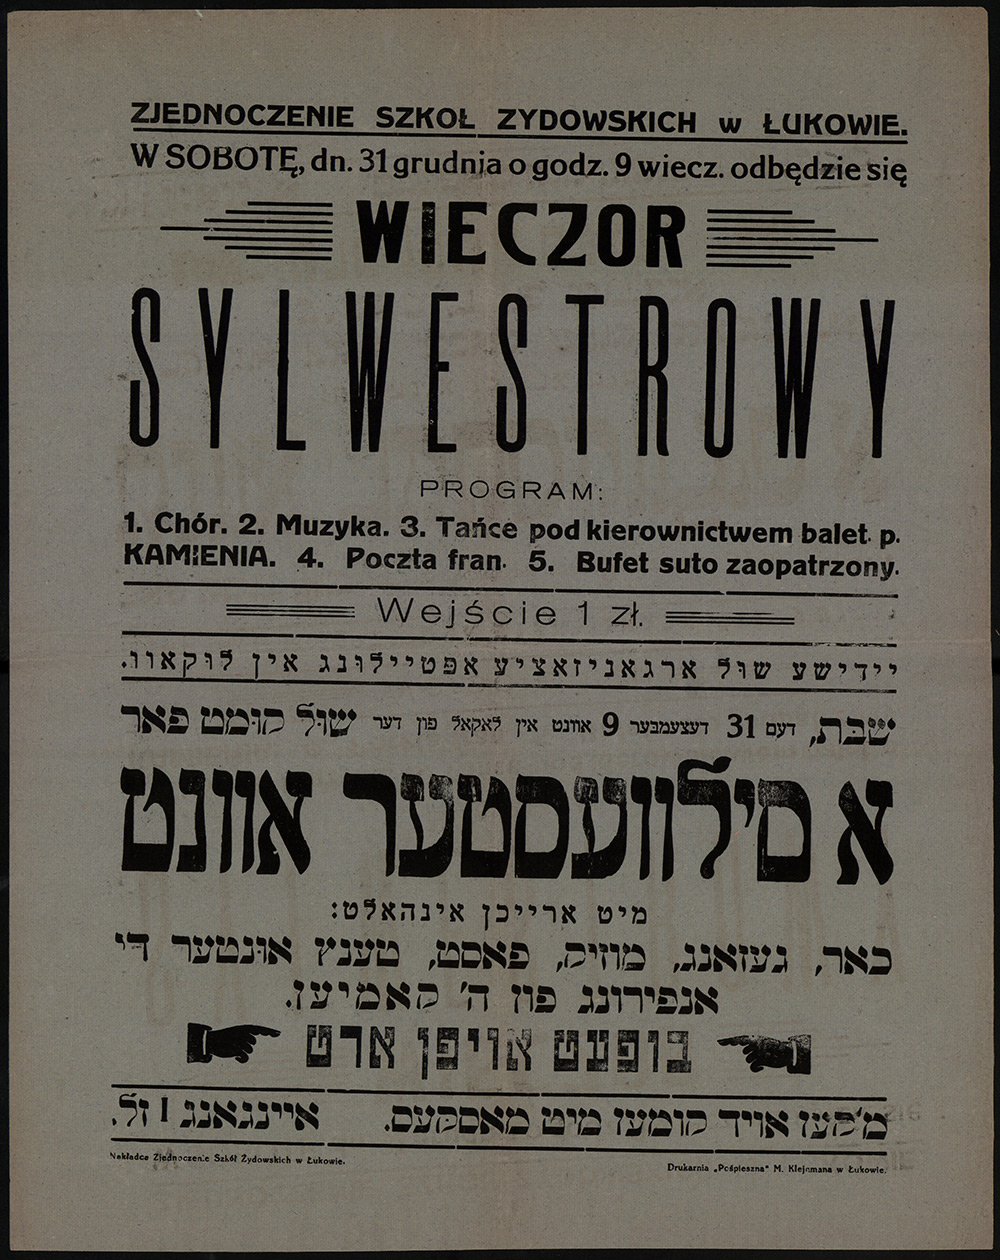 ZJEDNOCZENIE SZKOŁ ZYDOWSKICH w ŁUKOWIE.
W SOBOTĘ, dn. 31 grudnia o godz. 9 wiecz. odbędzie się
WIECZOR
SYLWESTROWY
PROGRAM:
1. Chór. 2. Muzyka. 3. Tańce pod kierownictwem balet. p.
KAMIENIA. 4. Poczta fran. 5. Bufet suto zaopatrzony.
Wejście 1 zł.
יידישע שול ארגאניזאציע אפטיילונג אין לוקאוו.
שבת, דעם 31 דעצעמבער 9 אוונט אין לאקאל פון דער שול קומט פאר
א סילוועסטער אוונט
מיט ארייכן אינהאלט:
כאר, געזאנג, מוזיק, פאסט, טענץ אונטער די
אנפירונג פון ה' קאמיען.
בופעט אויפן ארט
מ'קען אויך קומען מיט מאסקעס. איינגאנג 1 זל.
Nakładce Zjednoczenie Szkół Żydowskich w Łukowie.
Drukarnia „Pośpieszna" M. Klejnmana w Łukowie.